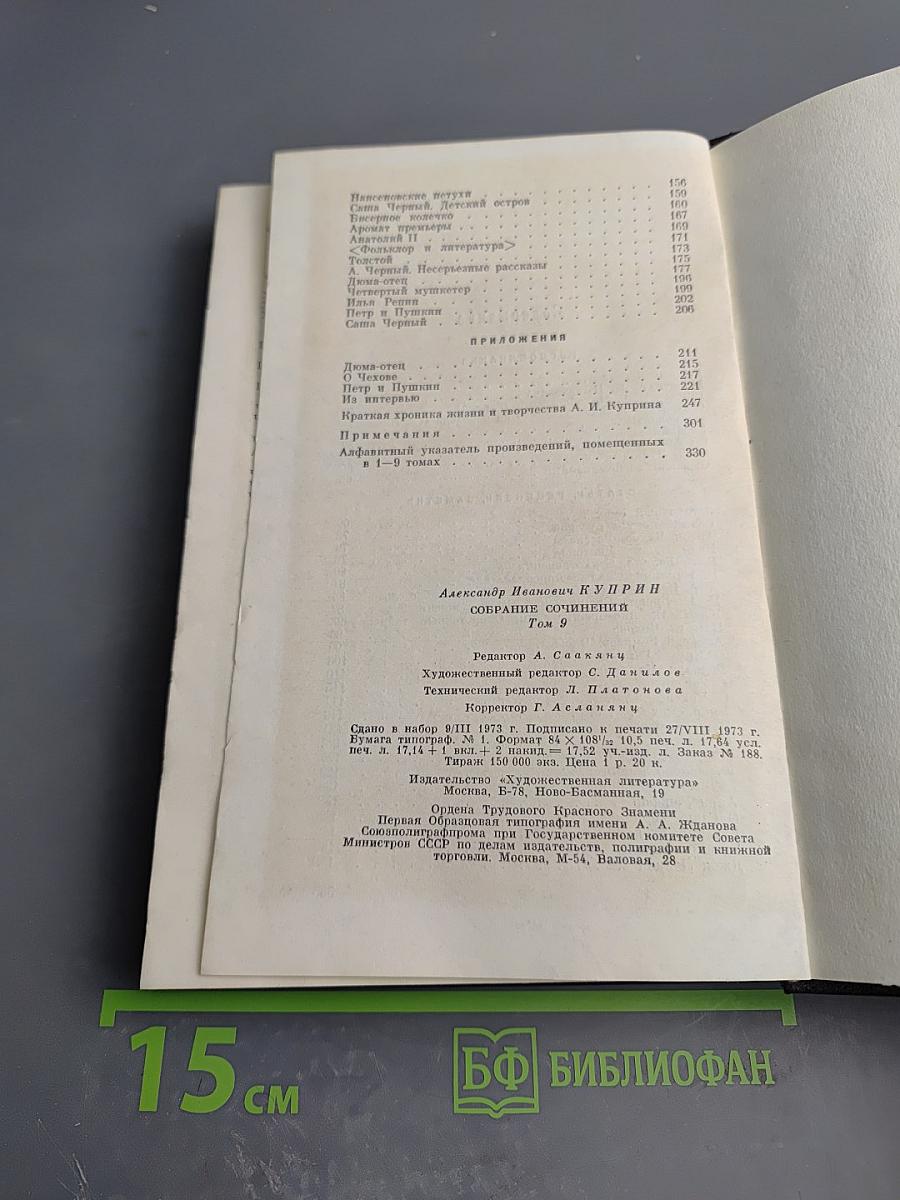 156
Нансеновские петухи . . . 159
Саша Черный. Детский остров . . . 160
Бисерное колечко . . . 167
Аромат премьеры . . . 169
Анатолий II . . . 171
<Фольклор и литература> . . . 173
Толстой . . . 175
А. Черный. Несерьезные рассказы . . . 177
Дюма-отец . . . 196
Четвертый мушкетер . . . 199
Илья Репин . . . 202
Петр и Пушкин . . . 206
Саша Черный . . .
ПРИЛОЖЕНИЯ
Дюма-отец . . . 211
О Чехове . . . 215
Петр и Пушкин . . . 217
Из интервью . . . 221
Краткая хроника жизни и творчества А. И. Куприна 247
Примечания . . . 301
Алфавитный указатель произведений, помещенных
в 1—9 томах . . . 330
Александр Иванович КУПРИН
СОБРАНИЕ СОЧИНЕНИЙ
Том 9
Редактор А. Саакянц
Художественный редактор С. Данилов
Технический редактор Л. Платонова
Корректор Г. Асланянц
Сдано в набор 9/III 1973 г. Подписано к печати 27/VIII 1973 г.
Бумага типограф. № 1. Формат 84 × 108 1/32 10,5 печ. л. 17,64 усл.
печ. л. 17,14 + 1 вкл. + 2 накид. = 17,52 уч.-изд. л. Заказ № 188.
Тираж 150 000 экз. Цена 1 р. 20 к.
Издательство «Художественная литература»
Москва, Б-78, Ново-Басманная, 19
Ордена Трудового Красного Знамени
Первая Образцовая типография имени А. А. Жданова
Союзполиграфпрома при Государственном комитете Совета
Министров СССР по делам издательств, полиграфии и книжной
торговли. Москва, М-54, Валовая, 28
15 см
БФ БИБЛИОФАН